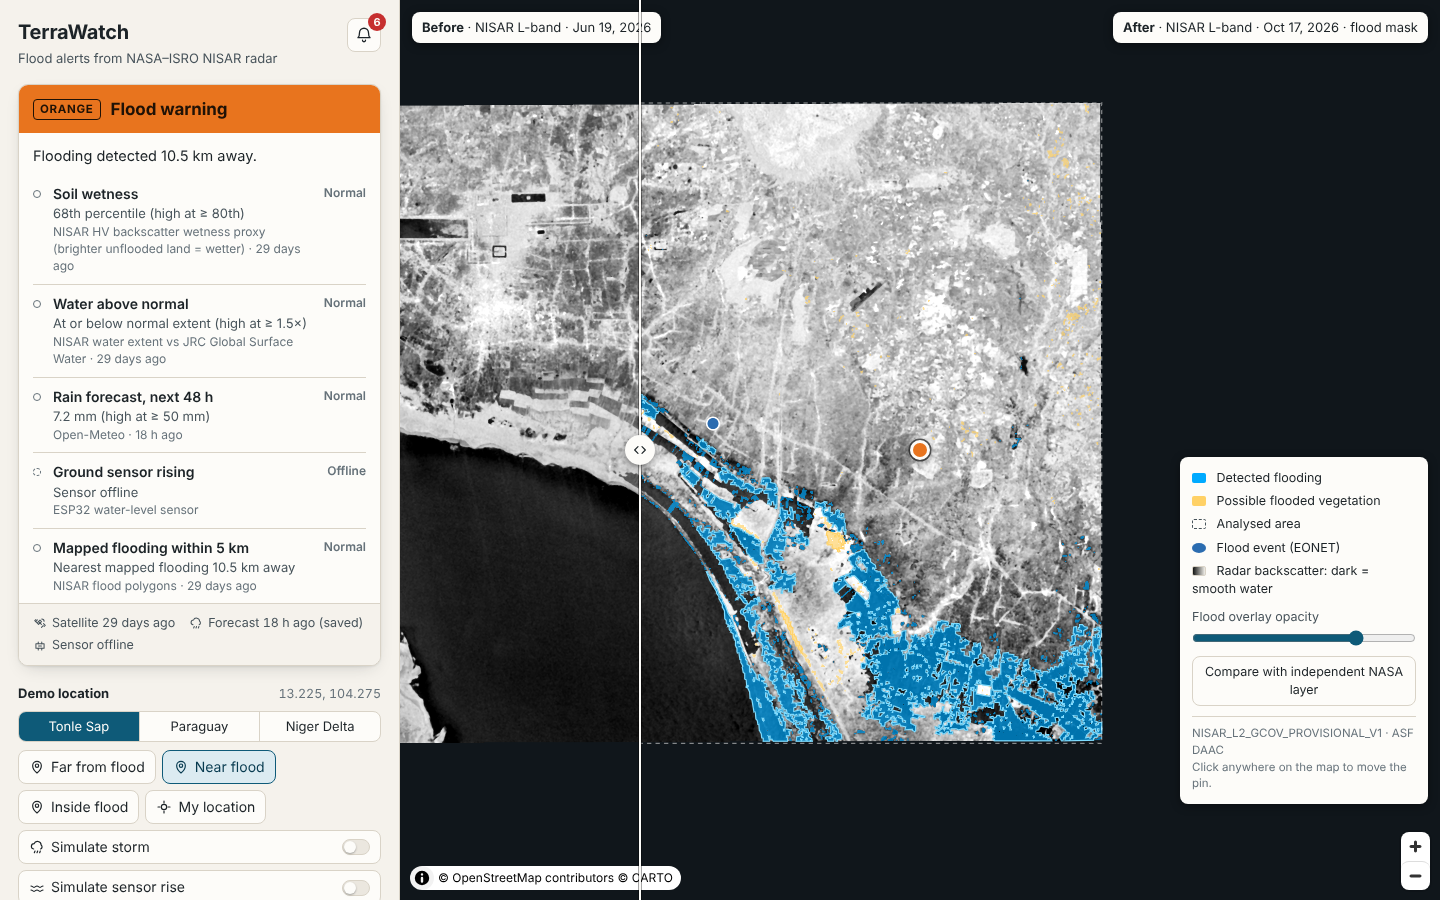 TerraWatch
6
Flood alerts from NASA–ISRO NISAR radar
ORANGE Flood warning
Flooding detected 10.5 km away.
Soil wetness Normal
68th percentile (high at ≥ 80th)
NISAR HV backscatter wetness proxy
(brighter unflooded land = wetter) · 29 days
ago
Water above normal Normal
At or below normal extent (high at ≥ 1.5×)
NISAR water extent vs JRC Global Surface
Water · 29 days ago
Rain forecast, next 48 h Normal
7.2 mm (high at ≥ 50 mm)
Open-Meteo · 18 h ago
Ground sensor rising Offline
Sensor offline
ESP32 water-level sensor
Mapped flooding within 5 km Normal
Nearest mapped flooding 10.5 km away
NISAR flood polygons · 29 days ago
Satellite 29 days ago Forecast 18 h ago (saved)
Sensor offline
Demo location 13.225, 104.275
Tonle Sap Paraguay Niger Delta
Far from flood Near flood
Inside flood My location
Simulate storm
Simulate sensor rise
Before · NISAR L-band · Jun 19, 2026
After · NISAR L-band · Oct 17, 2026 · flood mask
Detected flooding
Possible flooded vegetation
Analysed area
Flood event (EONET)
Radar backscatter: dark =
smooth water
Flood overlay opacity
Compare with independent NASA
layer
NISAR_L2_GCOV_PROVISIONAL_V1 · ASF
DAAC
Click anywhere on the map to move the
pin.
© OpenStreetMap contributors © CARTO